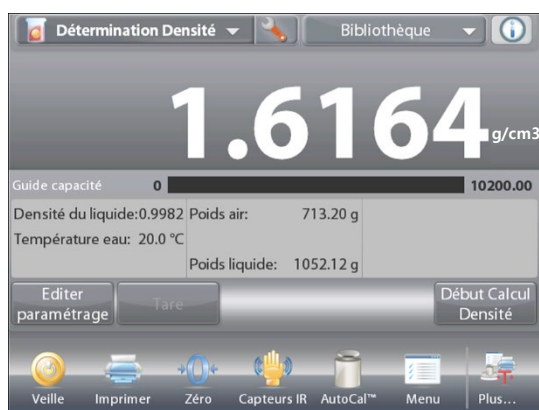 Détermination Densité Bibliothèque
1.6164 g/cm3
Guide capacité 0 10200.00
Densité du liquide:0.9982 Poids air: 713.20 g
Température eau: 20.0 °C
Poids liquide: 1052.12 g
Editer paramétrage
Tare
Début Calcul Densité
Veille Imprimer Zéro Capteurs IR AutoCal™ Menu Plus...